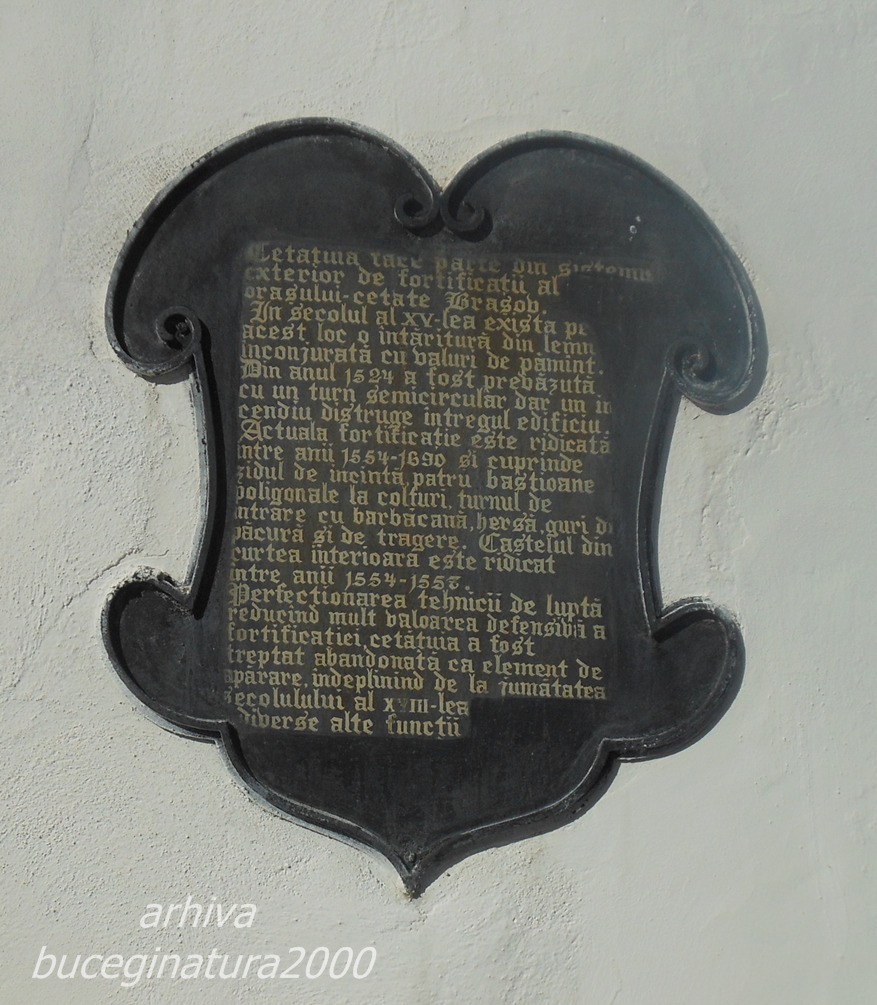 Cetațuia face parte din sistemul
exterior de fortificatii al
orașului-cetate Brașov.
In secolul al XV-lea exista pe
acest loc o întăritură din lemn
înconjurată cu valuri de pămînt.
Din anul 1524 a fost prevăzută
cu un turn semicircular dar un in
cendiu distruge întregul edificiu.
Actuala fortificație este ridicată
între anii 1554-1690 și cuprinde
zidul de incintă, patru bastioane
poligonale la colțuri, turnul de
intrare cu barbăcană, hersă, guri de
păcură și de tragere. Castelul din
curtea interioară este ridicat
între anii 1554-1558.
Perfecționarea tehnicii de luptă
reducînd mult valoarea defensivă a
fortificației, cetățuia a fost
treptat abandonată ca element de
apărare, îndeplinind de la jumătatea
secolulului al XVIII-lea
diverse alte funcții
arhiva
buceginatura2000